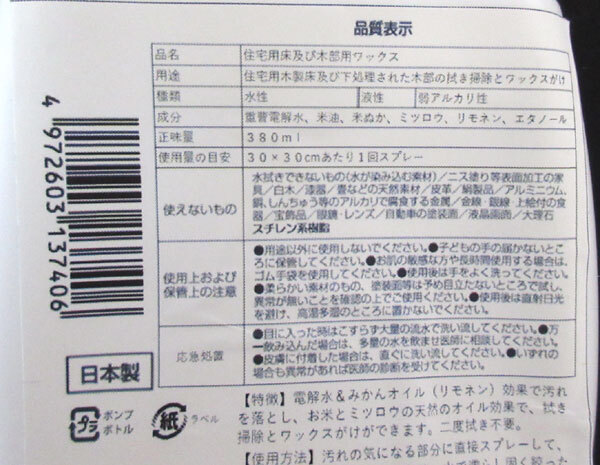 品質表示
品名 住宅用床及び木部用ワックス
用途 住宅用木製床及び下処理された木部の拭き掃除とワックスがけ
種類 水性 液性 弱アルカリ性
成分 重曹電解水、米油、米ぬか、ミツロウ、リモネン、エタノール
正味量 380ml
使用量の目安 30×30cmあたり1回スプレー
使えないもの
水拭きできないもの(水が染み込む素材)/ニス塗り等表面加工の家
具/白木/漆器/畳などの天然素材/皮革/絹製品/アルミニウム、
銅、しんちゅう等のアルカリで腐食する金属/金線・銀線・上絵付の食
器/宝飾品/眼鏡・レンズ/自動車の塗装面/液晶画面/大理石
スチレン系樹脂
使用上および
保管上の注意
●用途以外に使用しないでください。●子どもの手の届かないとこ
ろに保管してください。●お肌の敏感な方や長時間使用する場合は、
ゴム手袋を使用してください。●使用後は手をよく洗ってください。
●柔らかい素材のもの、塗装面等は予め目立たないところで試し、
異常が無いことを確認の上でご使用ください。●使用後は直射日光
を避け、高温多湿のところに置かないでください。
応急処置
●目に入った時はこすらず大量の流水で洗い流してください。●万
一飲み込んだ場合は、多量の水を飲ませ医師に相談してください。
●皮膚に付着した場合は、直ぐに洗い流してください。●いずれの
場合も異常があれば医師の診断を受けてください。
4 972603 137406
日本製
プラ ポンプ
ボトル
紙 ラベル
【特徴】電解水&みかんオイル(リモネン)効果で汚れ
を落とし、お米とミツロウの天然のオイル効果で、拭き
掃除とワックスがけができます。二度拭き不要。
【使用方法】汚れの気になる部分に直接スプレーして、